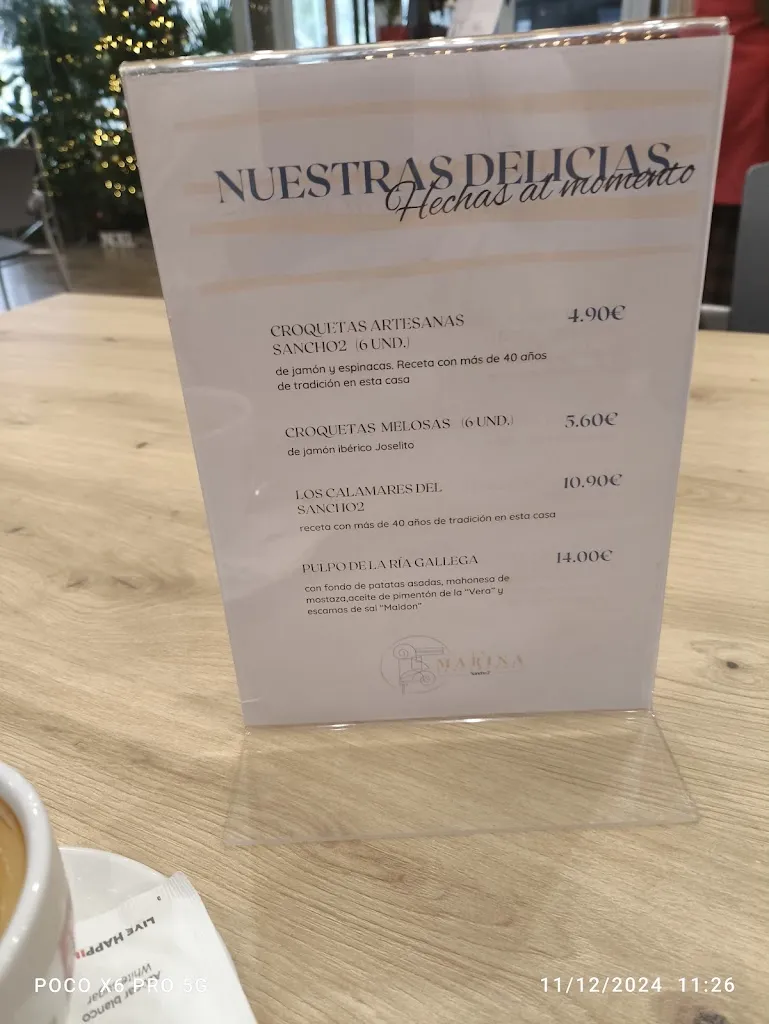 NUESTRAS DELICIAS
Hechas al momento
CROQUETAS ARTESANAS 4.90€
SANCHO2 (6 UND.)
de jamón y espinacas. Receta con más de 40 años
de tradición en esta casa
CROQUETAS MELOSAS (6 UND.) 5.60€
de jamón ibérico Joselito
LOS CALAMARES DEL 10.90€
SANCHO2
receta con más de 40 años de tradición en esta casa
PULPO DE LA RÍA GALLEGA 14.00€
con fondo de patatas asadas, mahonesa de
mostaza,aceite de pimentón de la "Vera" y
escamas de sal "Maldon"
MARINA
LIVE HAPPI
blanco
White
POCO X6 PRO 5G
11/12/2024 11:26